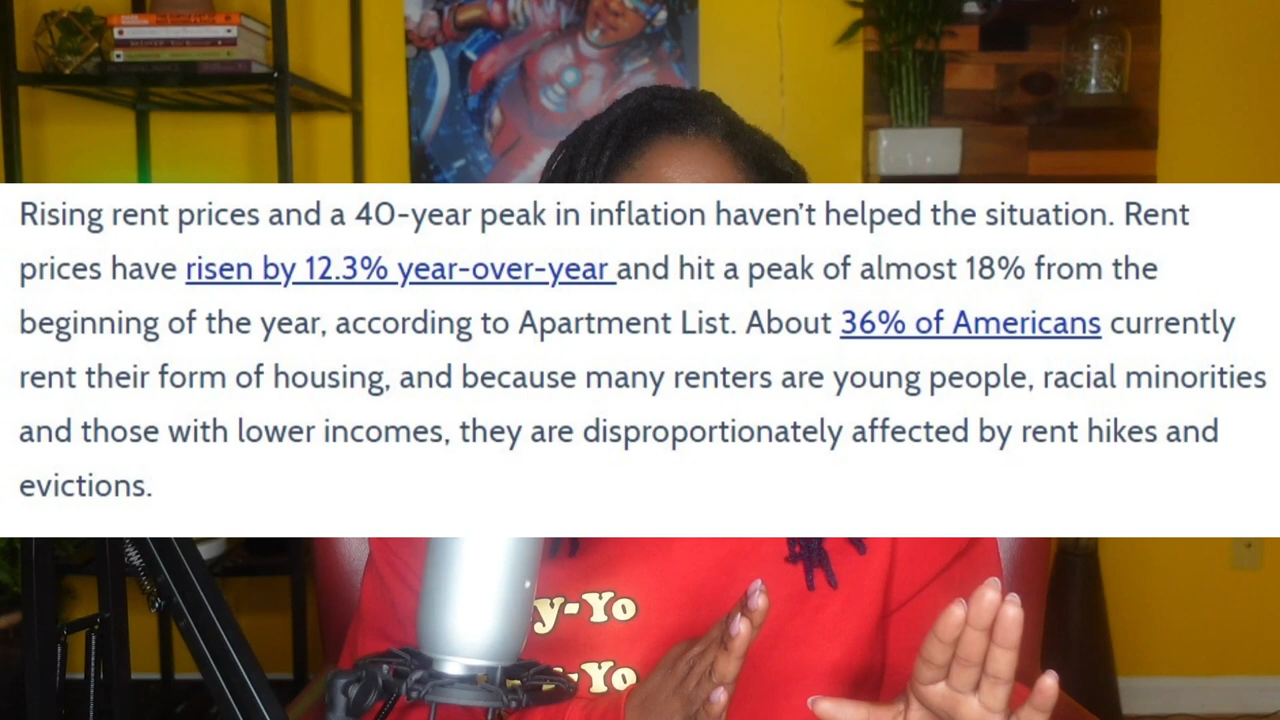 Rising rent prices and a 40-year peak in inflation haven't helped the situation. Rent
prices have risen by 12.3% year-over-year and hit a peak of almost 18% from the
beginning of the year, according to Apartment List. About 36% of Americans currently
rent their form of housing, and because many renters are young people, racial minorities
and those with lower incomes, they are disproportionately affected by rent hikes and
evictions.
y-Yo
-Yo